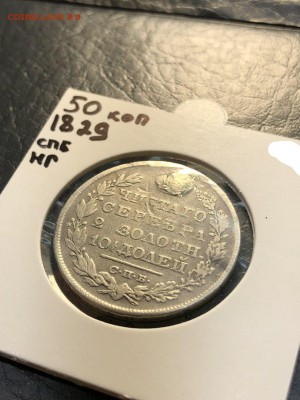 50 коп
1829
СПБ
НГ
ЧИСТАГО
СЕРЕБРА
2 ЗОЛОТН.
10½ ДОЛЕЙ.
С.П.Б.